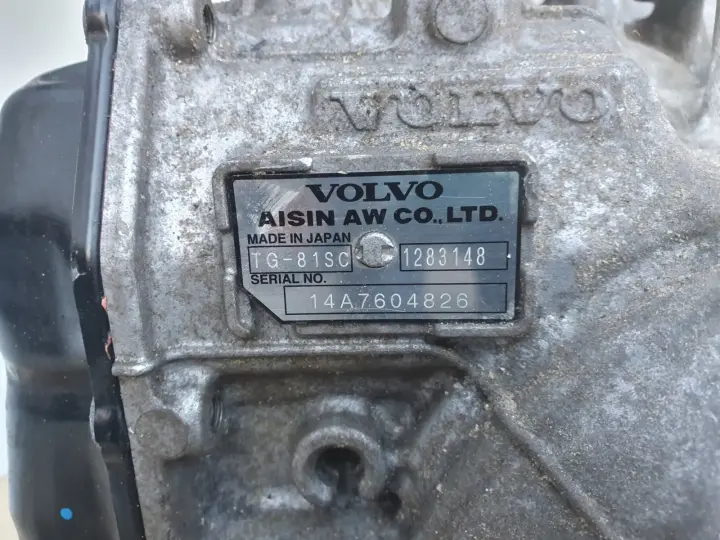 VOLVO
VOLVO
AISIN AW CO., LTD.
MADE IN JAPAN
TG-81SC 1283148
SERIAL NO.
14A7604826